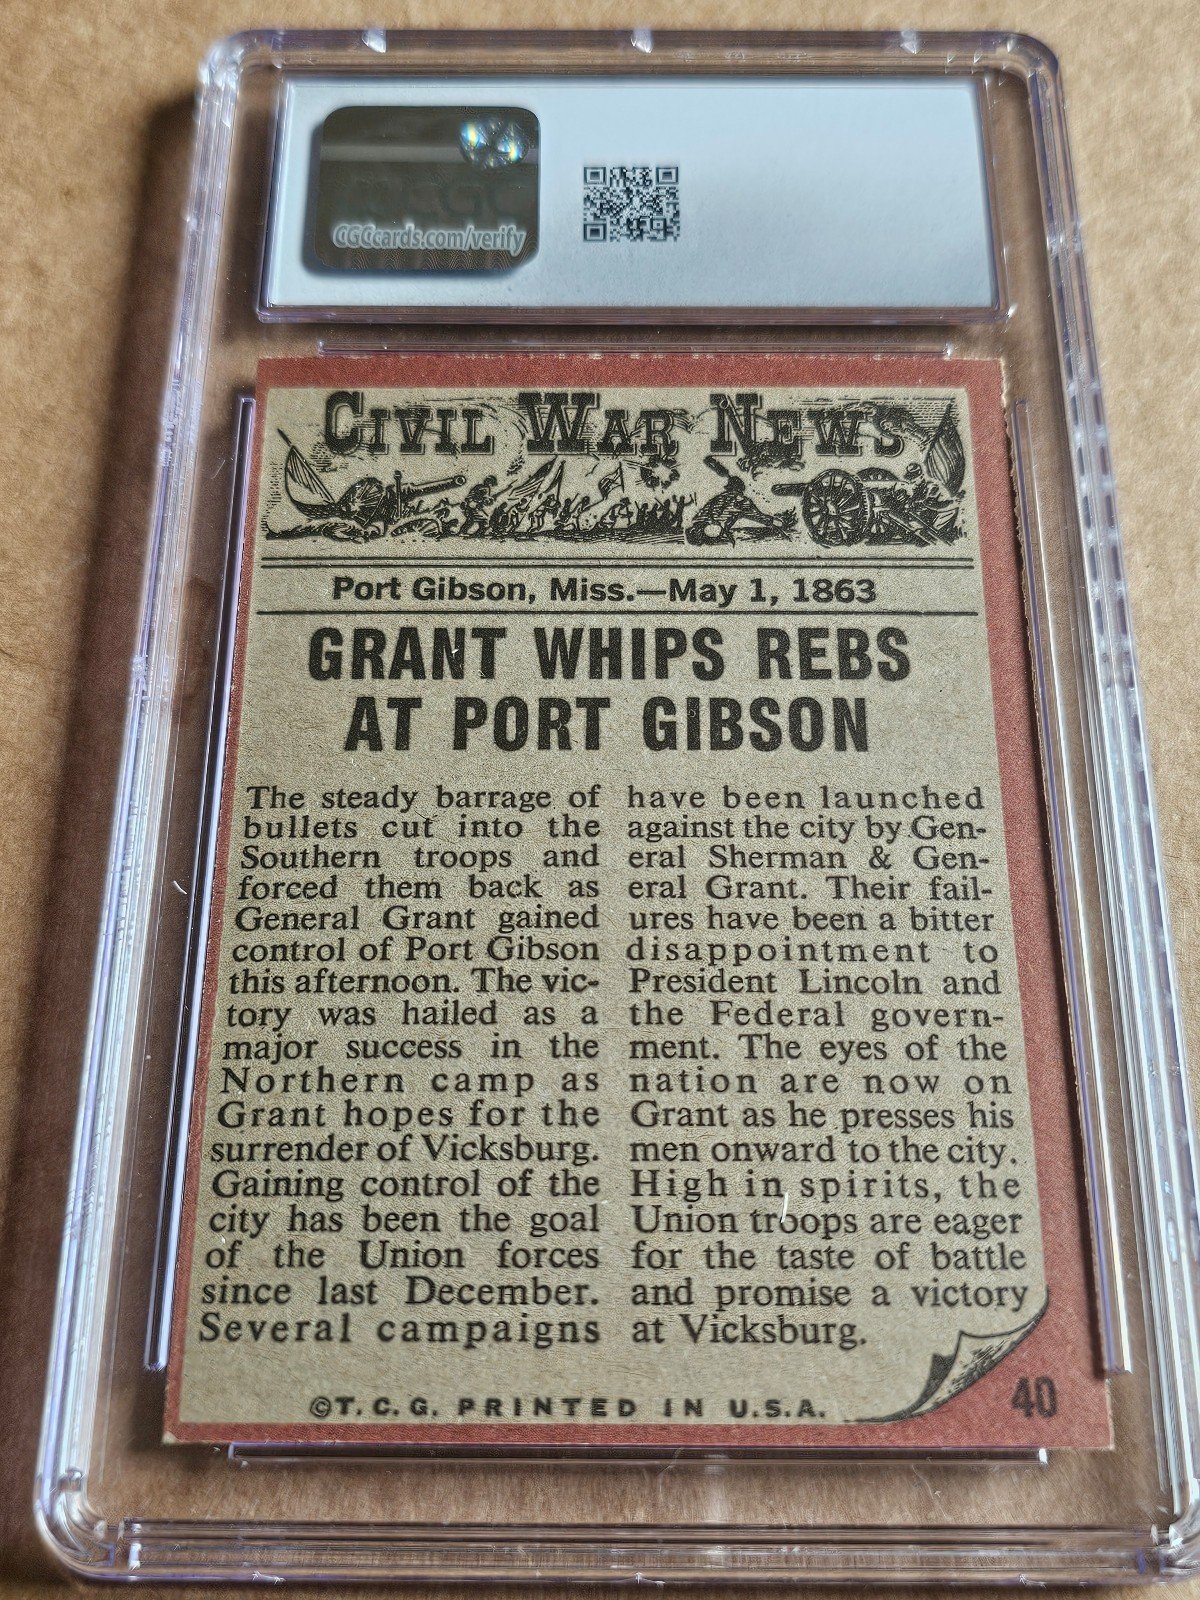 CGCcards.com/verify
CIVIL WAR NEWS
Port Gibson, Miss.—May 1, 1863
GRANT WHIPS REBS
AT PORT GIBSON
The steady barrage of
bullets cut into the
Southern troops and
forced them back as
General Grant gained
control of Port Gibson
this afternoon. The vic-
tory was hailed as a
major success in the
Northern camp as
Grant hopes for the
surrender of Vicksburg.
Gaining control of the
city has been the goal
of the Union forces
since last December.
Several campaigns
have been launched
against the city by Gen-
eral Sherman & Gen-
eral Grant. Their fail-
ures have been a bitter
disappointment to
President Lincoln and
the Federal govern-
ment. The eyes of the
nation are now on
Grant as he presses his
men onward to the city.
High in spirits, the
Union troops are eager
for the taste of battle
and promise a victory
at Vicksburg.
©T. C. G. PRINTED IN U.S.A.
40